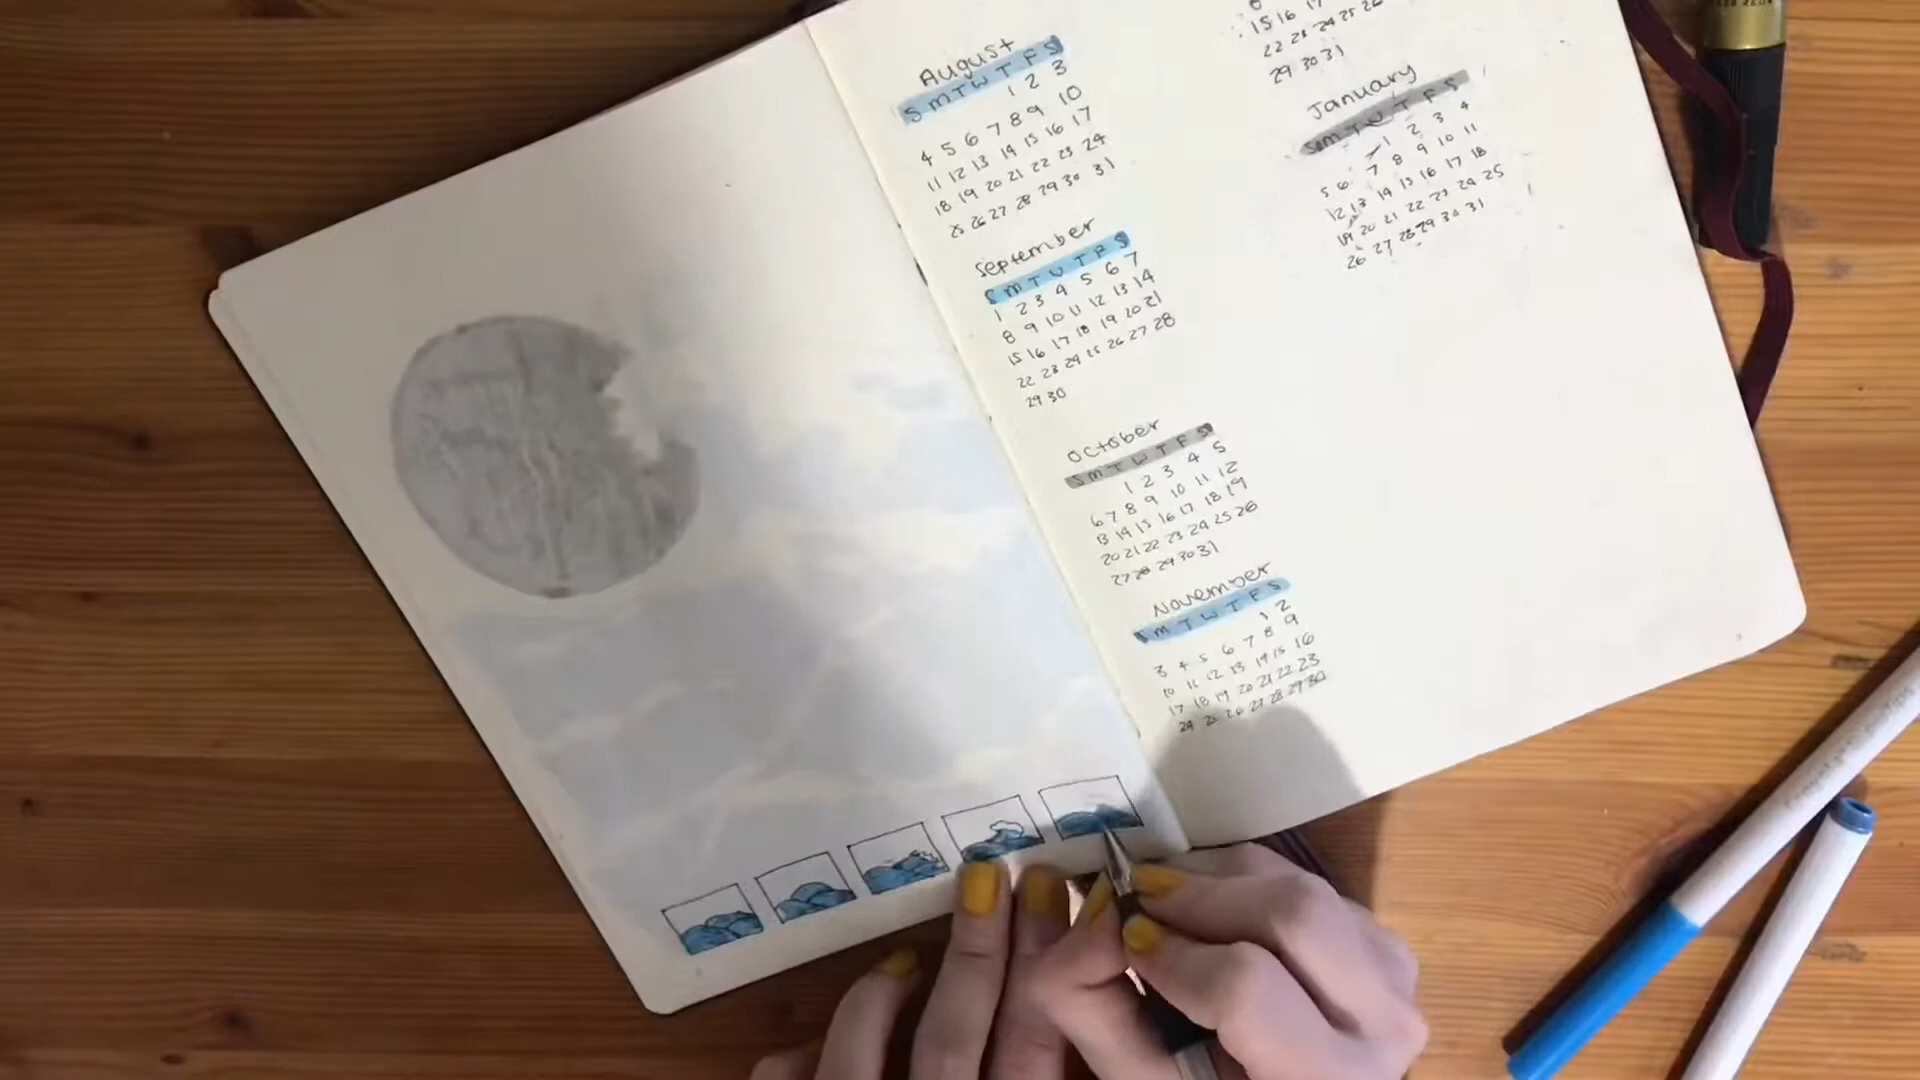 August
S M T W T F S
1 2 3
4 5 6 7 8 9 10
11 12 13 14 15 16 17
18 19 20 21 22 23 24
25 26 27 28 29 30 31
September
S M T W T F S
1 2 3 4 5 6 7
8 9 10 11 12 13 14
15 16 17 18 19 20 21
22 23 24 25 26 27 28
29 30
October
S M T W T F S
1 2 3 4 5
6 7 8 9 10 11 12
13 14 15 16 17 18 19
20 21 22 23 24 25 26
27 28 29 30 31
November
S M T W T F S
1 2
3 4 5 6 7 8 9
10 11 12 13 14 15 16
17 18 19 20 21 22 23
24 25 26 27 28 29 30
15 16 17
22 23 24 25 26
29 30 31
January
S M T W T F S
1 2 3 4
5 6 7 8 9 10 11
12 13 14 15 16 17 18
19 20 21 22 23 24 25
26 27 28 29 30 31